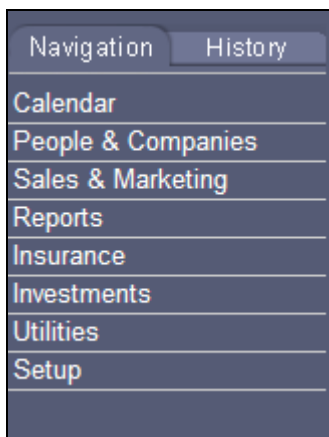 Navigation History
Calendar
People & Companies
Sales & Marketing
Reports
Insurance
Investments
Utilities
Setup